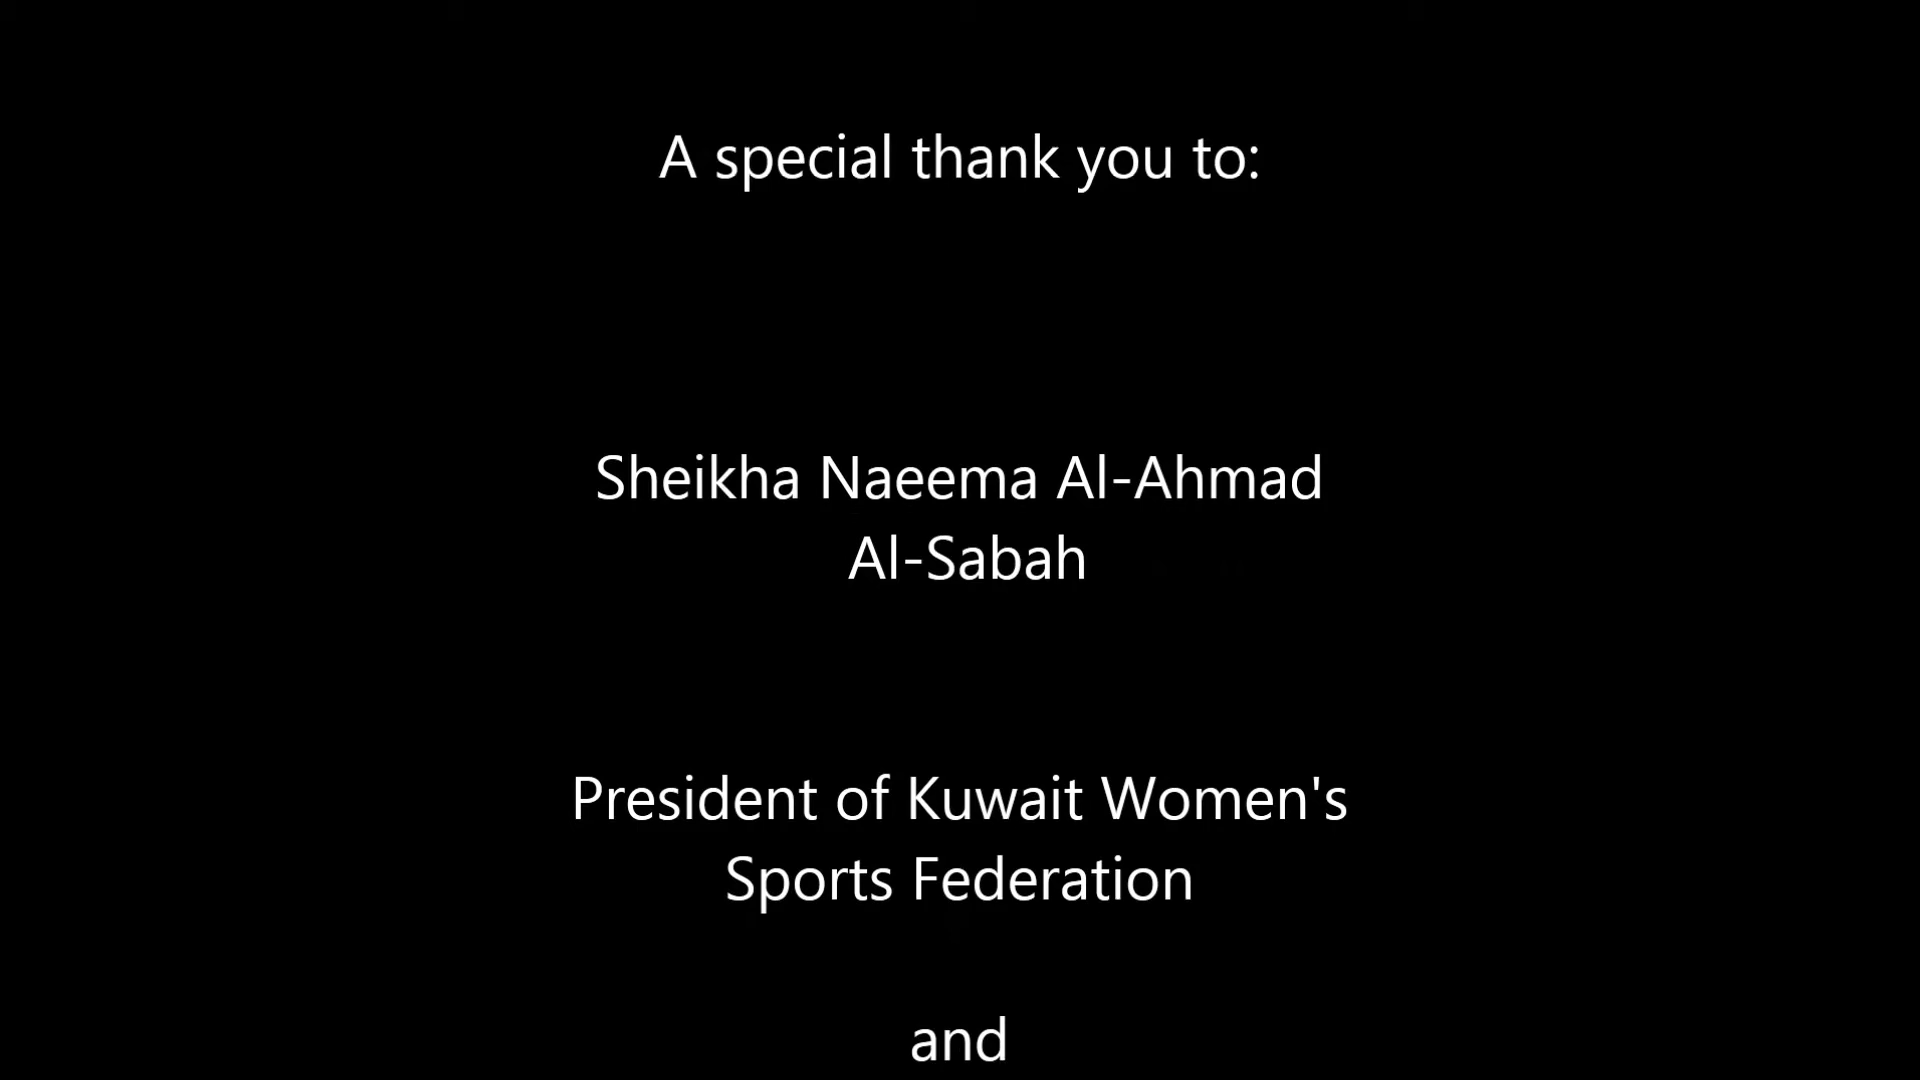 A special thank you to:
Sheikha Naeema Al-Ahmad
Al-Sabah
President of Kuwait Women's
Sports Federation
and